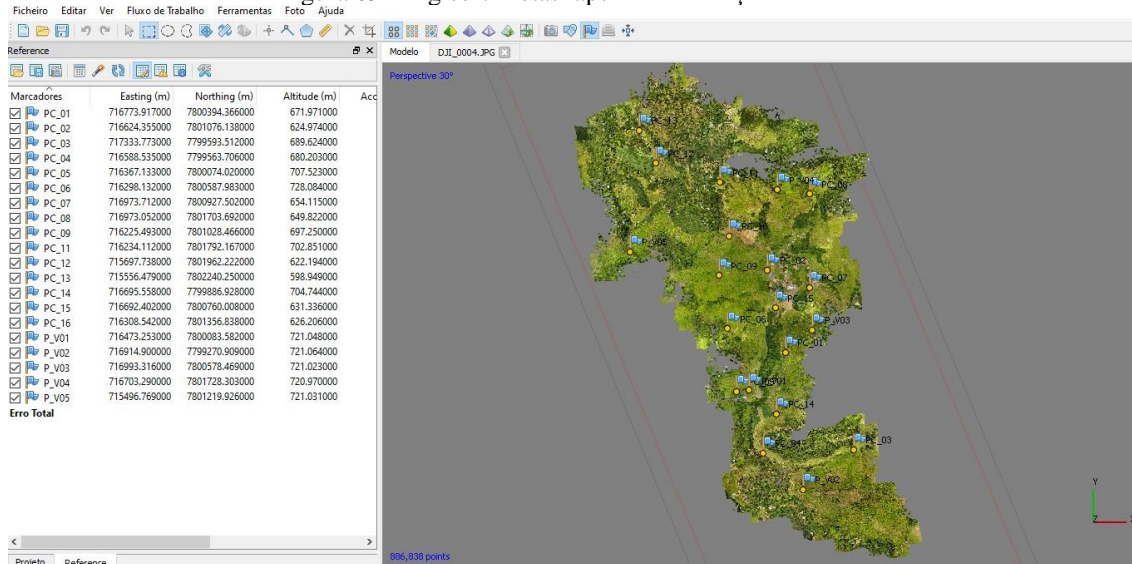 Ficheiro Editar Ver Fluxo de Trabalho Ferramentas Foto Ajuda
Reference
Modelo DJI_0004.JPG
Perspective 30°
Marcadores Easting (m) Northing (m) Altitude (m) Acc
PC_01 716773.917000 7800394.366000 671.971000
PC_02 716624.355000 7801076.138000 624.974000
PC_03 717333.773000 7799593.512000 689.624000
PC_04 716588.535000 7799563.706000 680.203000
PC_05 716367.133000 7800074.020000 707.523000
PC_06 716298.132000 7800587.983000 728.084000
PC_07 716973.712000 7800927.502000 654.115000
PC_08 716973.052000 7801703.692000 649.822000
PC_09 716225.493000 7801028.466000 697.250000
PC_11 716234.112000 7801792.167000 702.851000
PC_12 715697.738000 7801962.222000 622.194000
PC_13 715556.479000 7802240.250000 598.949000
PC_14 716695.558000 7799886.928000 704.744000
PC_15 716692.402000 7800760.008000 631.336000
PC_16 716308.542000 7801356.838000 626.206000
P_V01 716473.253000 7800083.582000 721.048000
P_V02 716914.900000 7799270.909000 721.064000
P_V03 716993.316000 7800578.469000 721.023000
P_V04 716703.290000 7801728.303000 720.970000
P_V05 715496.769000 7801219.926000 721.031000
Erro Total
PC_13
PC_11
P_V04
PC_08
P_V05
PC_02
PC_09
PC_07
PC_15
PC_06
P_V03
PC_01
PC_14
PC_03
P_V02
Y
Z
886,838 points
Projeto Reference